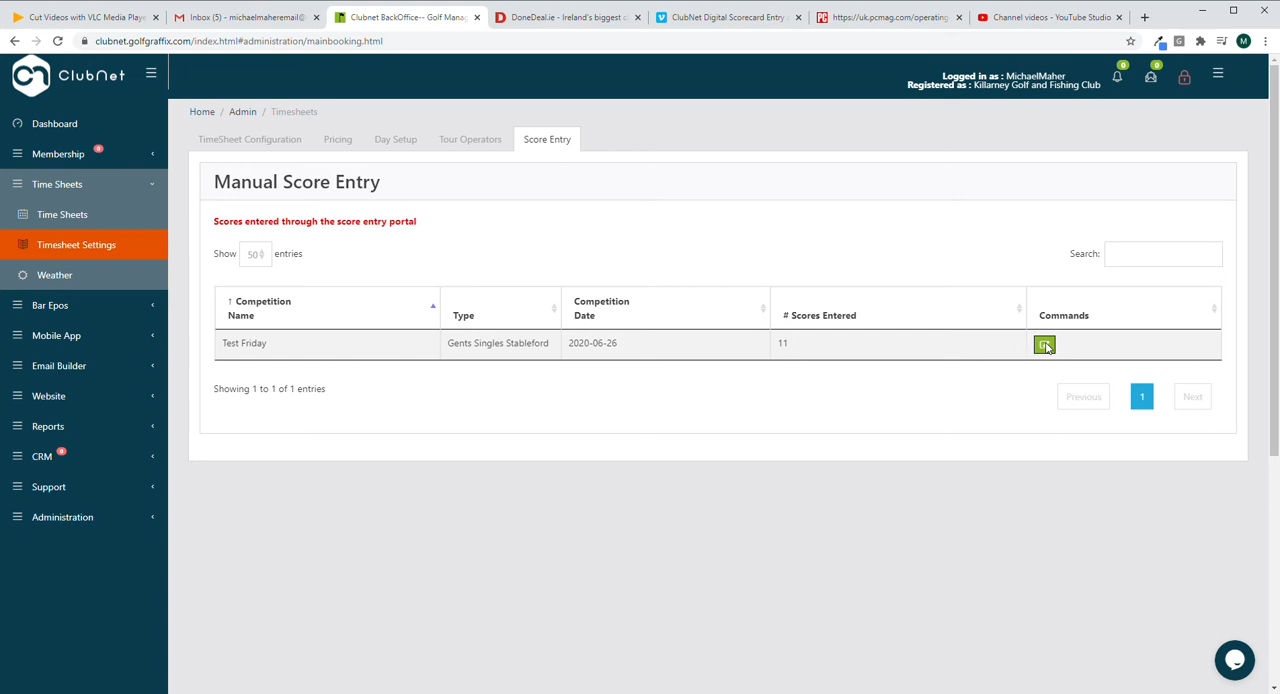 Cut Videos with VLC Media Playe
Inbox (5) - michaelmaheremail@
Clubnet BackOffice-- Golf Manag
DoneDeal.ie - Ireland's biggest c
ClubNet Digital Scorecard Entry
https://uk.pcmag.com/operating
Channel videos - YouTube Studio
clubnet.golfgraffix.com/index.html#administration/mainbooking.html
M
ClubNet
Logged in as : MichaelMaher
Registered as : Killarney Golf and Fishing Club
0
0
Home / Admin / Timesheets
Dashboard
Membership 0
Time Sheets
Time Sheets
Timesheet Settings
Weather
Bar Epos
Mobile App
Email Builder
Website
Reports
CRM 0
Support
Administration
TimeSheet Configuration Pricing Day Setup Tour Operators Score Entry
Manual Score Entry
Scores entered through the score entry portal
Show 50 entries Search:
↑ Competition Name Type Competition Date # Scores Entered Commands
Test Friday Gents Singles Stableford 2020-06-26 11
Showing 1 to 1 of 1 entries
Previous 1 Next